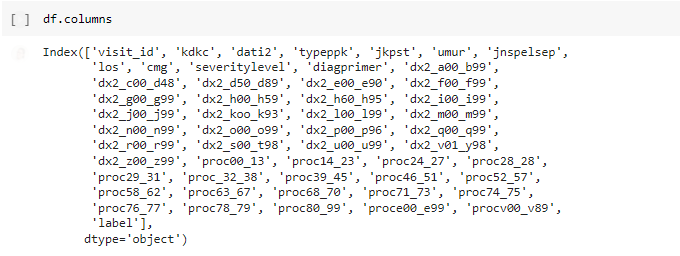 [ ] df.columns
Index(['visit_id', 'kdkc', 'dati2', 'typeppk', 'jkpst', 'umur', 'jnspelsep',
'los', 'cmg', 'severitylevel', 'diagprimer', 'dx2_a00_b99',
'dx2_c00_d48', 'dx2_d50_d89', 'dx2_e00_e90', 'dx2_f00_f99',
'dx2_g00_g99', 'dx2_h00_h59', 'dx2_h60_h95', 'dx2_i00_i99',
'dx2_j00_j99', 'dx2_koo_k93', 'dx2_l00_l99', 'dx2_m00_m99',
'dx2_n00_n99', 'dx2_o00_o99', 'dx2_p00_p96', 'dx2_q00_q99',
'dx2_r00_r99', 'dx2_s00_t98', 'dx2_u00_u99', 'dx2_v01_y98',
'dx2_z00_z99', 'proc00_13', 'proc14_23', 'proc24_27', 'proc28_28',
'proc29_31', 'proc_32_38', 'proc39_45', 'proc46_51', 'proc52_57',
'proc58_62', 'proc63_67', 'proc68_70', 'proc71_73', 'proc74_75',
'proc76_77', 'proc78_79', 'proc80_99', 'proce00_e99', 'procv00_v89',
'label'],
dtype='object')